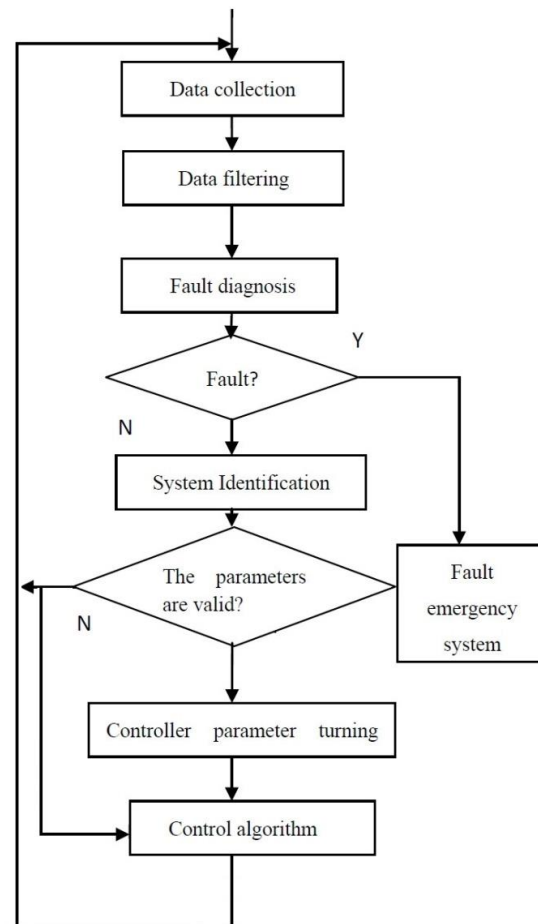 Data collection
Data filtering
Fault diagnosis
Y
Fault?
N
System Identification
The parameters
are valid?
N
Fault
emergency
system
Controller parameter turning
Control algorithm